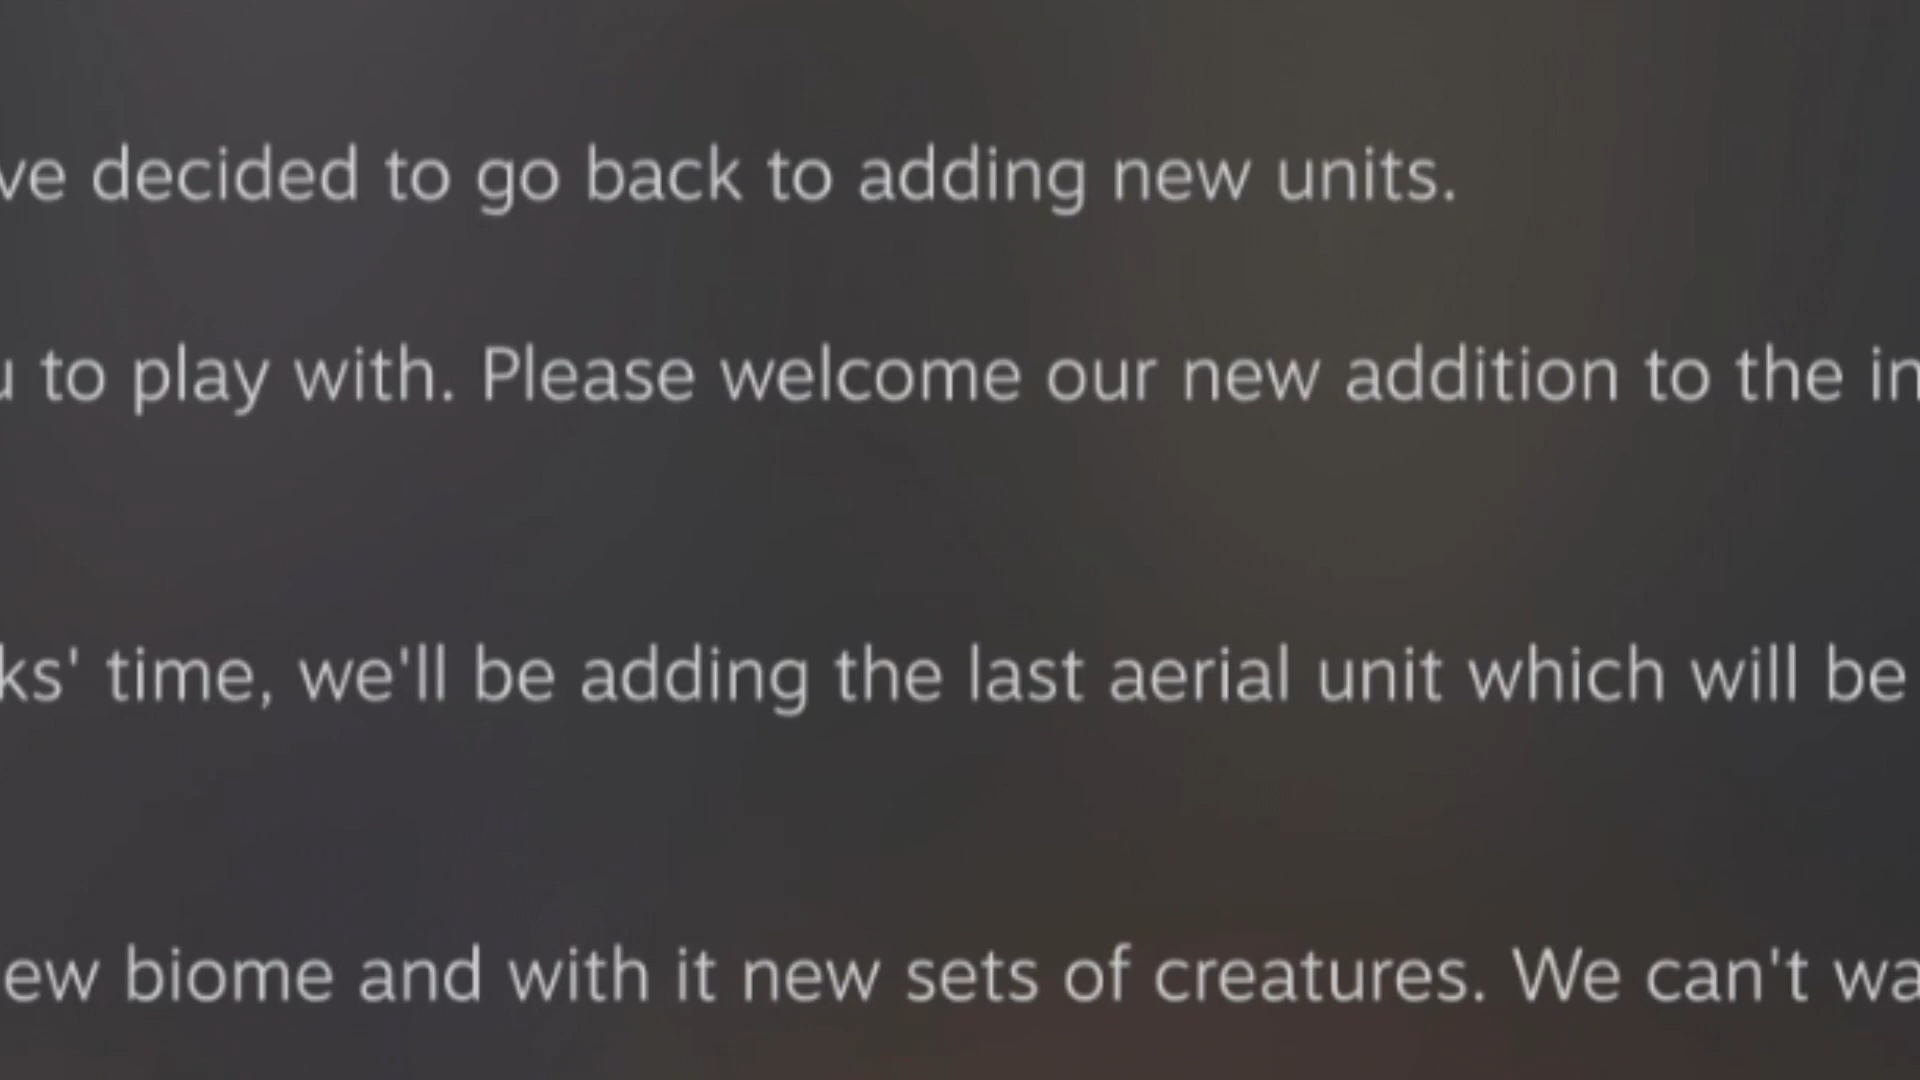 ve decided to go back to adding new units.
u to play with. Please welcome our new addition to the in
ks' time, we'll be adding the last aerial unit which will be
ew biome and with it new sets of creatures. We can't wa